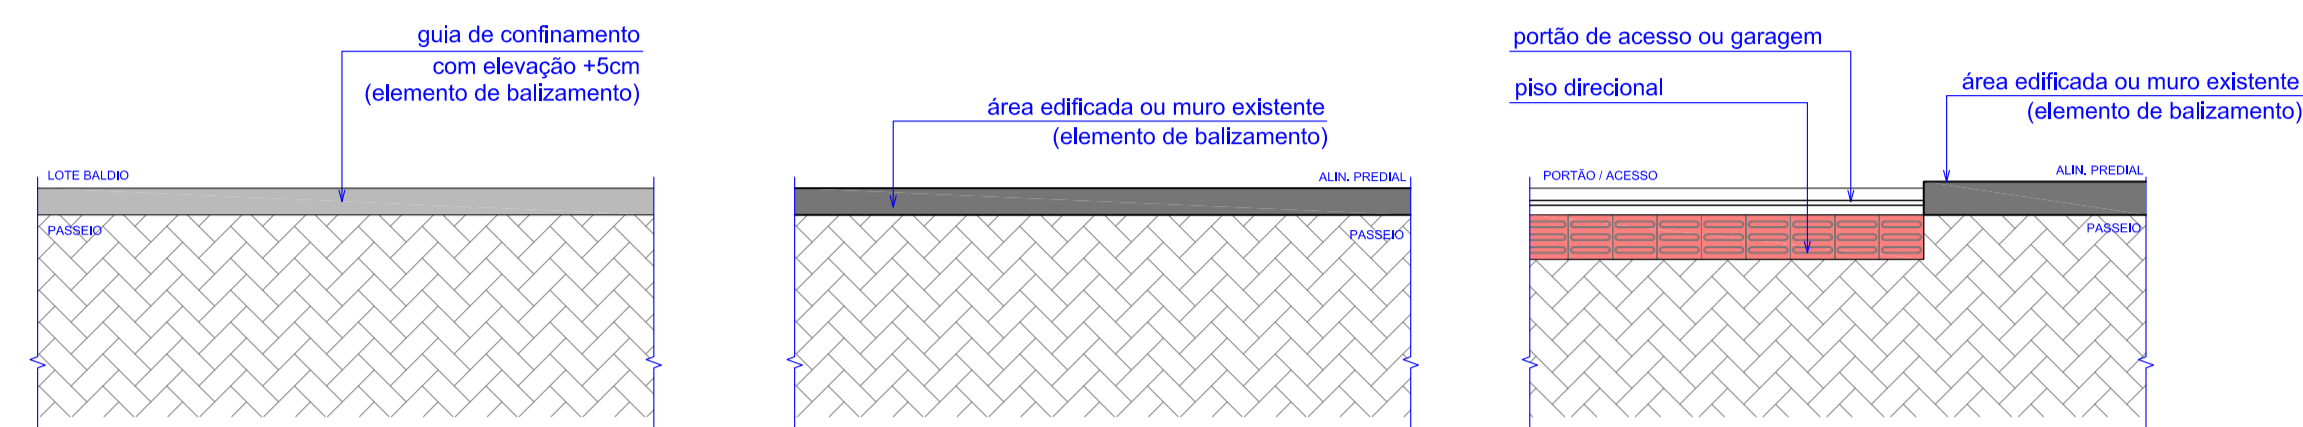 guia de confinamento
com elevação +5cm
(elemento de balizamento)
LOTE BALDIO
PASSEIO
área edificada ou muro existente
(elemento de balizamento)
ALIN. PREDIAL
PASSEIO
portão de acesso ou garagem
piso direcional
área edificada ou muro existente
(elemento de balizamento)
PORTÃO / ACESSO
ALIN. PREDIAL
PASSEIO